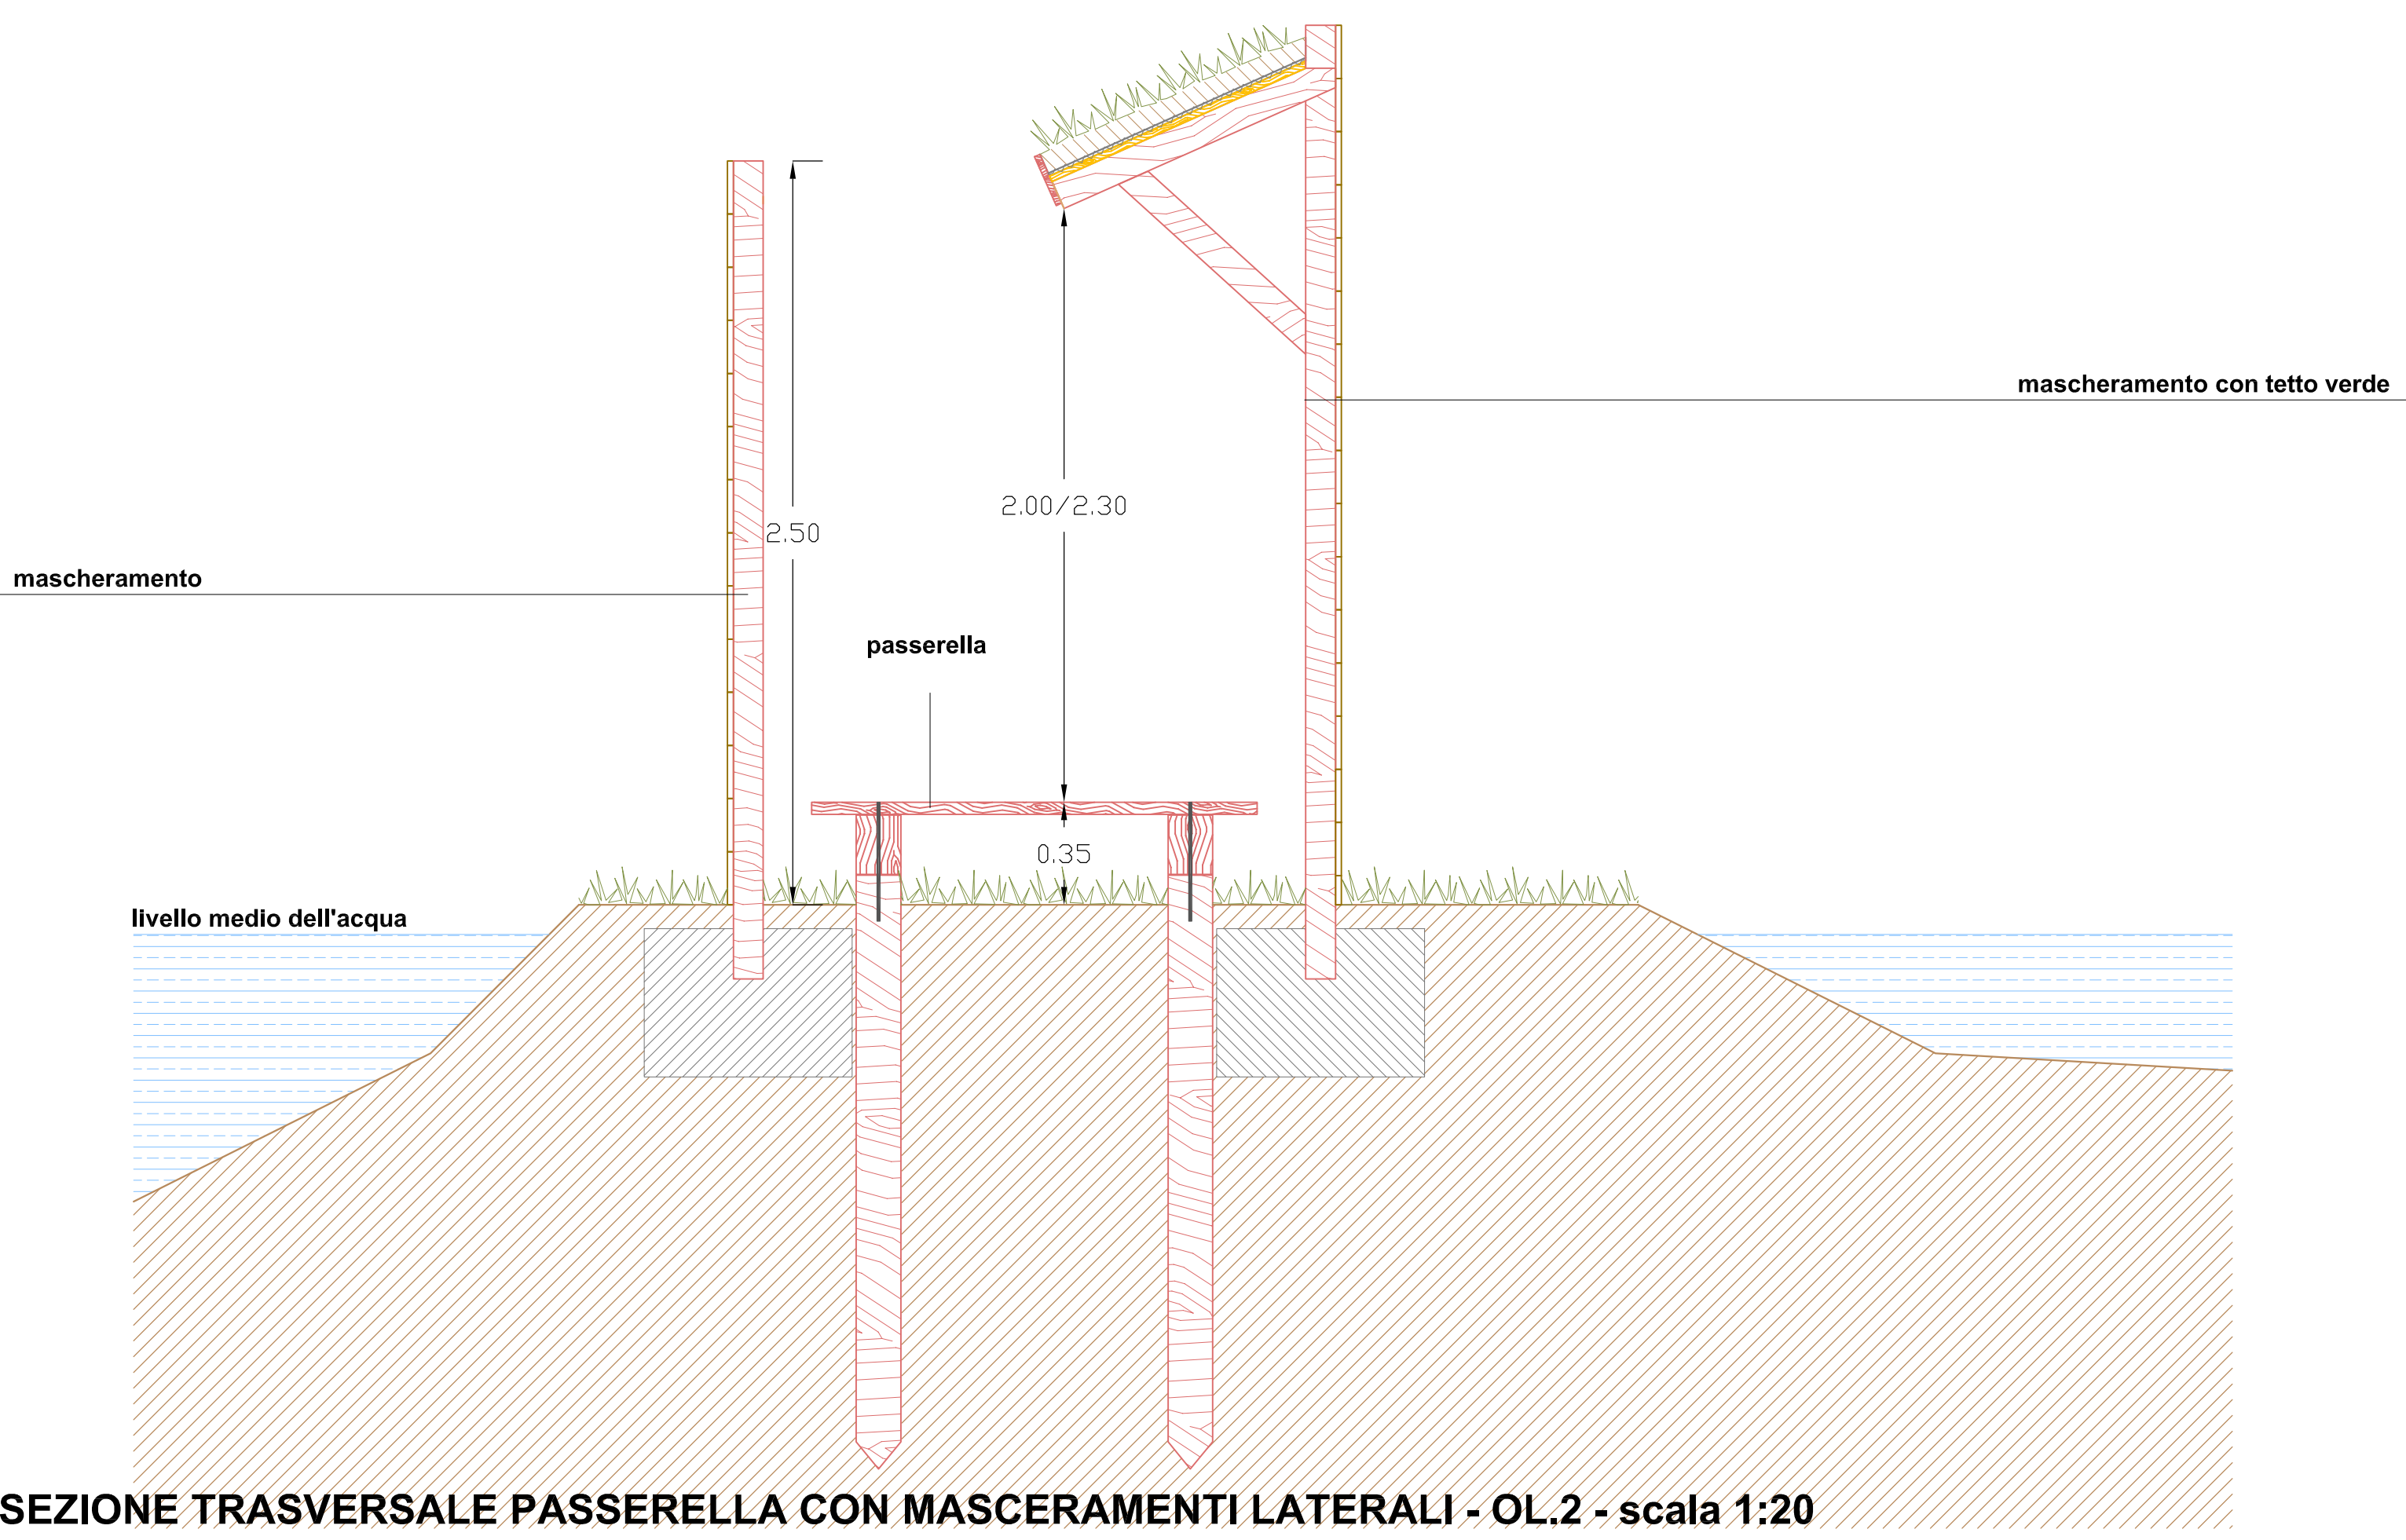 mascheramento con tetto verde
2.00/2.30
2.50
mascheramento
passerella
0.35
livello medio dell'acqua
SEZIONE TRASVERSALE PASSERELLA CON MASCERAMENTI LATERALI - OL.2 - scala 1:20